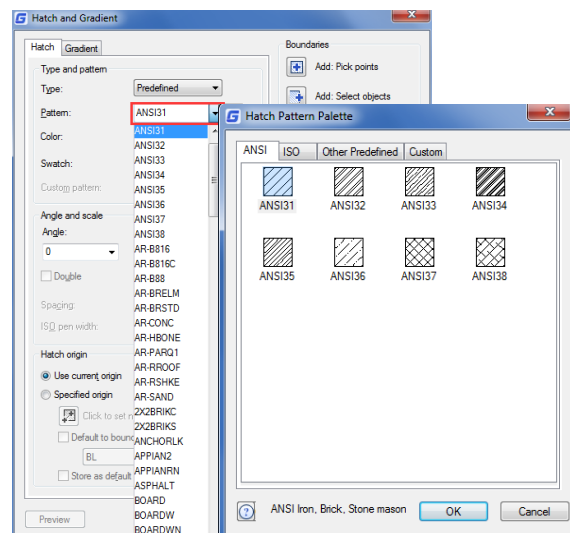 Hatch and Gradient
Hatch Gradient
Type and pattern
Type: Predefined
Pattern: ANSI31
Color:
Swatch:
Custom pattern:
Angle and scale
Angle:
0
Double
Spacing:
ISO pen width:
Hatch origin
Use current origin
Specified origin
Click to set n
Default to bound
BL
Store as default
Preview
ANSI31
ANSI32
ANSI33
ANSI34
ANSI35
ANSI36
ANSI37
ANSI38
AR-B816
AR-B816C
AR-B88
AR-BRELM
AR-BRSTD
AR-CONC
AR-HBONE
AR-PARQ1
AR-RROOF
AR-RSHKE
AR-SAND
2X2BRIKC
2X2BRIKS
ANCHORLK
APPIAN2
APPIANRN
ASPHALT
BOARD
BOARDW
BOARDWN
Boundaries
Add: Pick points
Add: Select objects
Hatch Pattern Palette
ANSI ISO Other Predefined Custom
ANSI31 ANSI32 ANSI33 ANSI34
ANSI35 ANSI36 ANSI37 ANSI38
ANSI Iron, Brick, Stone mason
OK Cancel